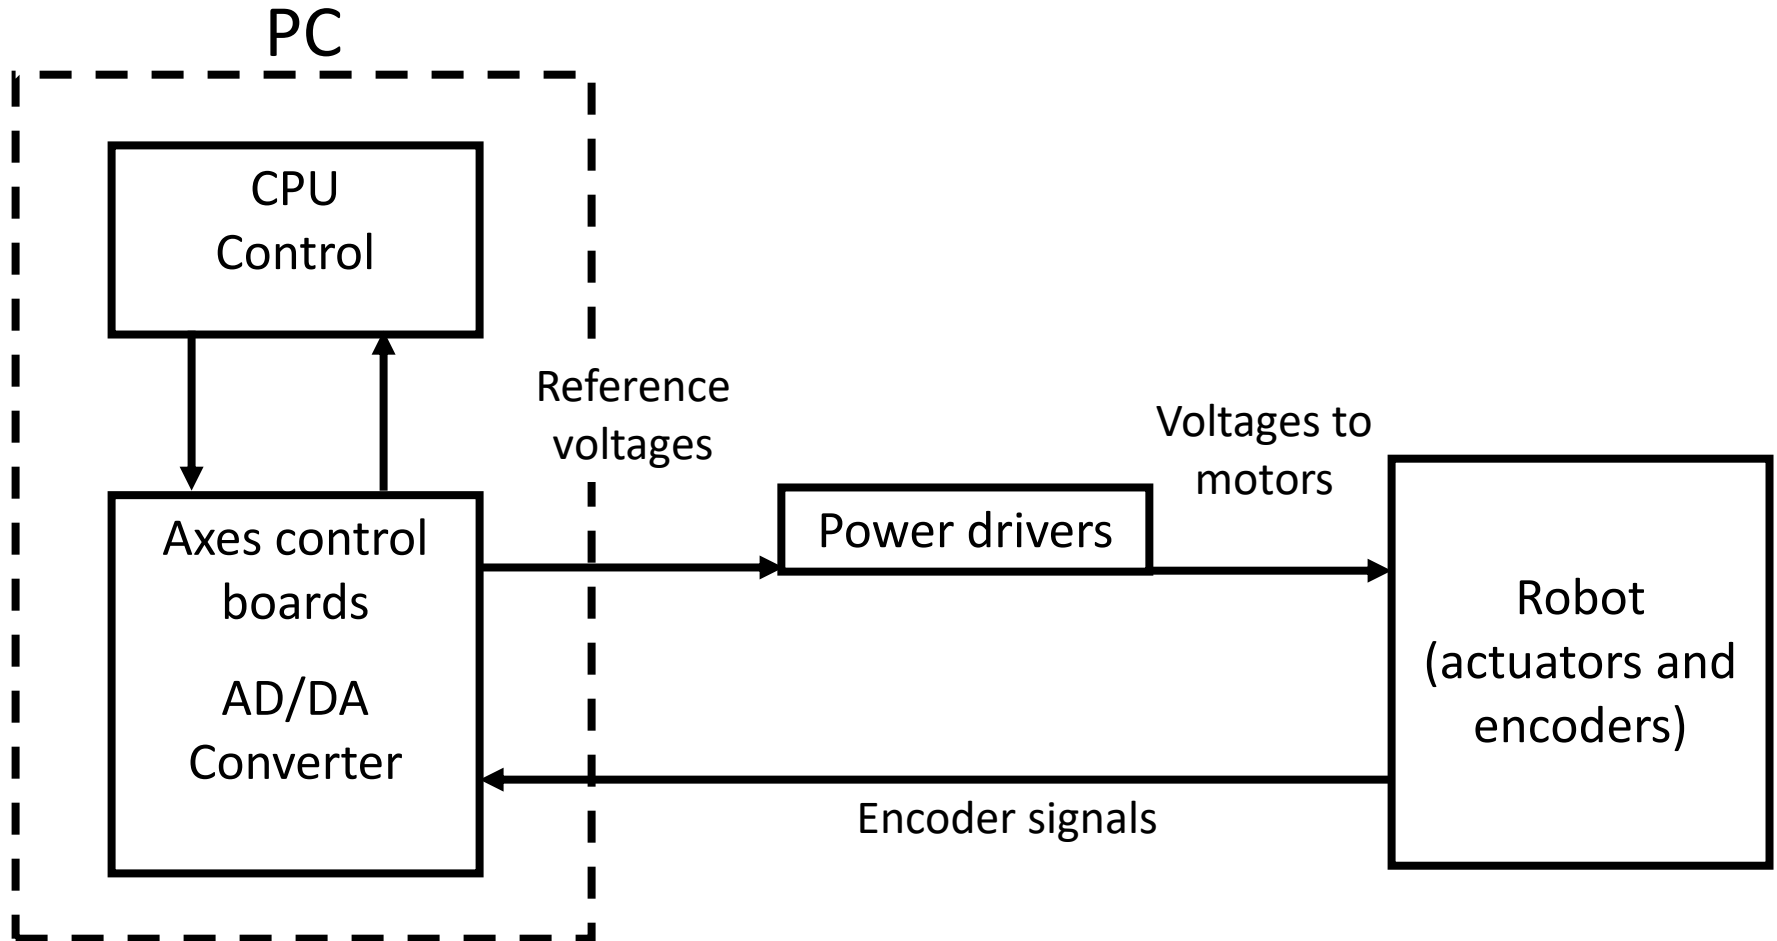 PC
CPU
Control
Reference
voltages
Voltages to
motors
Axes control
boards
AD/DA
Converter
Power drivers
Robot
(actuators and
encoders)
Encoder signals